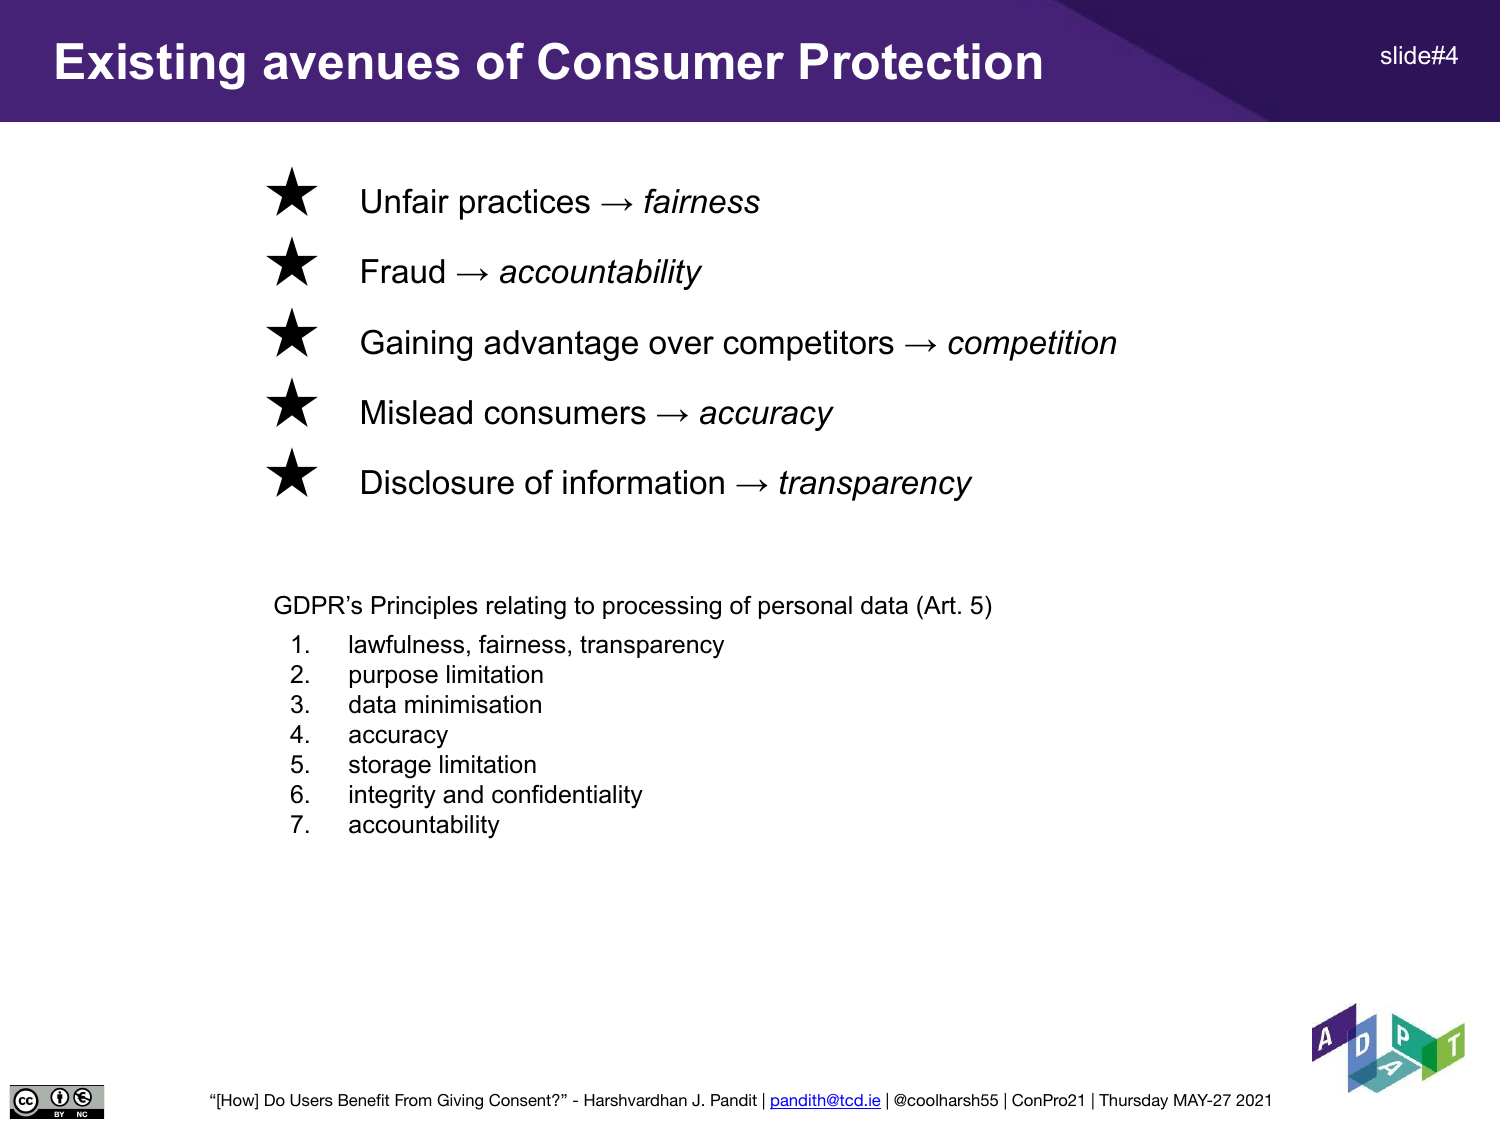 Existing avenues of Consumer Protection
slide#4
★ Unfair practices → fairness
★ Fraud → accountability
★ Gaining advantage over competitors → competition
★ Mislead consumers → accuracy
★ Disclosure of information → transparency
GDPR’s Principles relating to processing of personal data (Art. 5)
1. lawfulness, fairness, transparency
2. purpose limitation
3. data minimisation
4. accuracy
5. storage limitation
6. integrity and confidentiality
7. accountability
ADAPT
cc BY NC
“[How] Do Users Benefit From Giving Consent?” - Harshvardhan J. Pandit | pandith@tcd.ie | @coolharsh55 | ConPro21 | Thursday MAY-27 2021